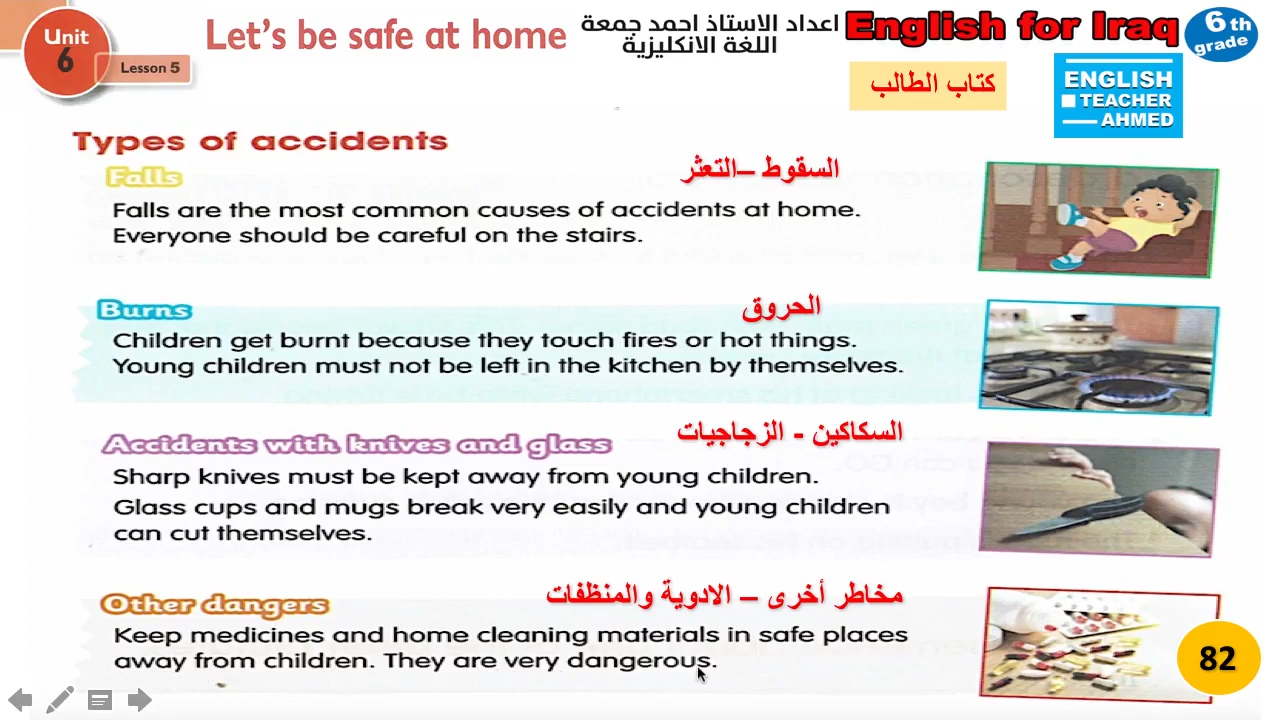 Unit
6
Lesson 5
Let's be safe at home
اعداد الاستاذ احمد جمعة
اللغة الانكليزية
English for Iraq
6 th
grade
كتاب الطالب
ENGLISH
TEACHER
AHMED
Types of accidents
Falls
السقوط –التعثر
Falls are the most common causes of accidents at home.
Everyone should be careful on the stairs.
Burns
الحروق
Children get burnt because they touch fires or hot things.
Young children must not be left in the kitchen by themselves.
Accidents with knives and glass
السكاكين - الزجاجيات
Sharp knives must be kept away from young children.
Glass cups and mugs break very easily and young children
can cut themselves.
Other dangers
مخاطر أخرى – الادوية والمنظفات
Keep medicines and home cleaning materials in safe places
away from children. They are very dangerous.
82